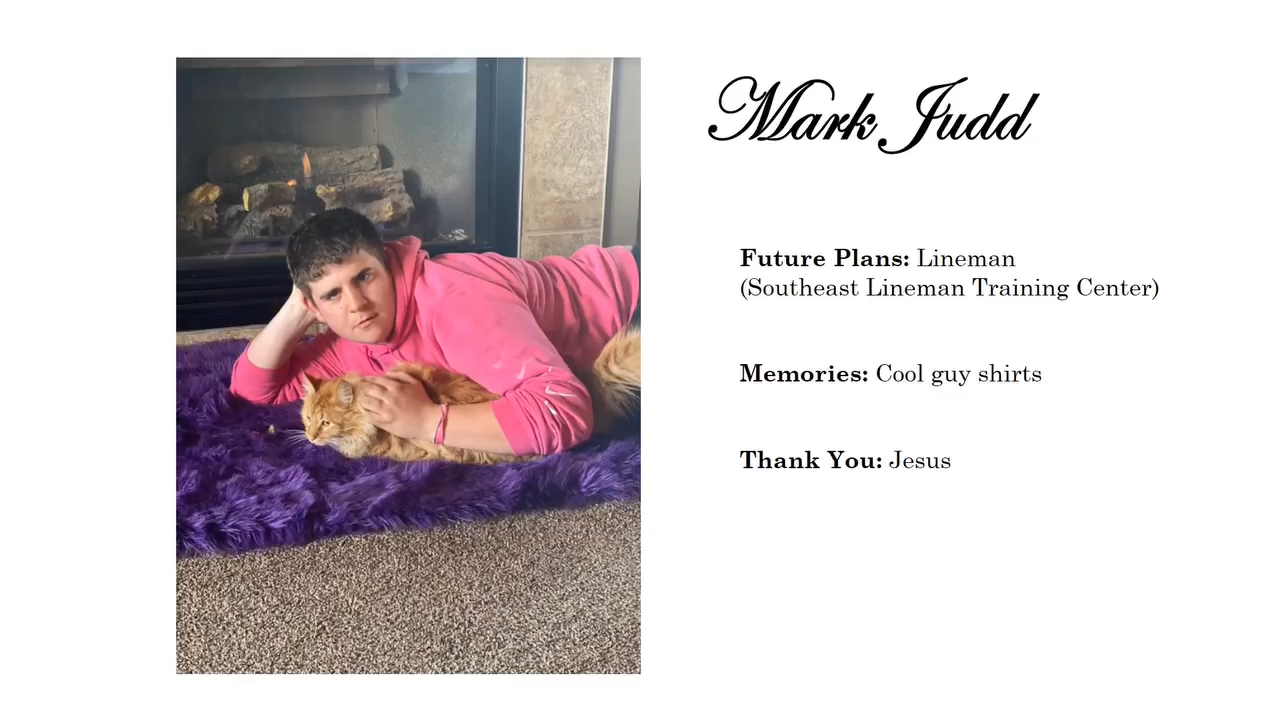 Mark Judd
Future Plans: Lineman
(Southeast Lineman Training Center)
Memories: Cool guy shirts
Thank You: Jesus